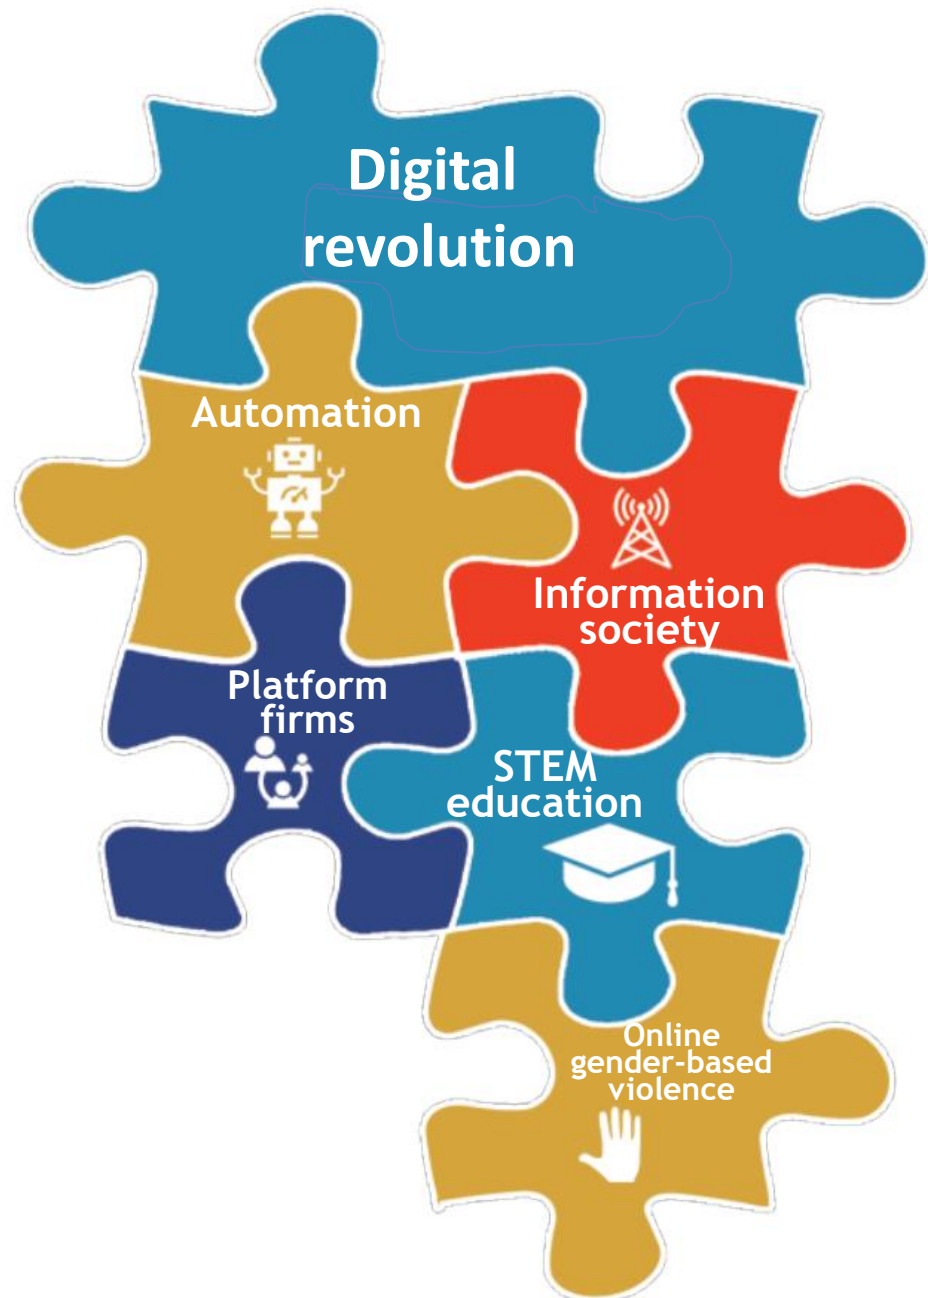 Digital
revolution
Automation
Information
society
Platform
firms
STEM
education
Online
gender-based
violence